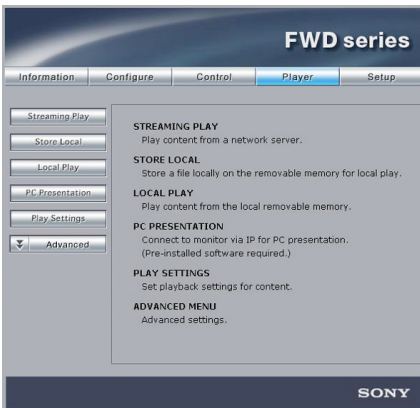 FWD series
Information Configure Control Player Setup
Streaming Play
Store Local
Local Play
PC Presentation
Play Settings
Advanced
STREAMING PLAY
Play content from a network server.
STORE LOCAL
Store a file locally on the removable memory for local play.
LOCAL PLAY
Play content from the local removable memory.
PC PRESENTATION
Connect to monitor via IP for PC presentation.
(Pre-installed software required.)
PLAY SETTINGS
Set playback settings for content.
ADVANCED MENU
Advanced settings.
SONY